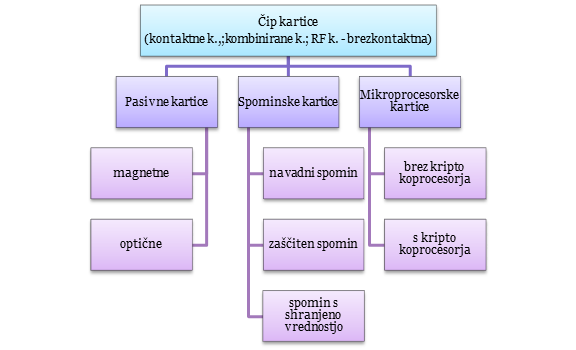 Čip kartice
(kontaktne k.,;kombinirane k.; RF k. - brezkontaktna)
Pasivne kartice
Spominske kartice
Mikroprocesorske
kartice
magnetne
navadni spomin
brez kripto
koprocesorja
optične
zaščiten spomin
s kripto
koprocesorja
spomin s
shranjeno
vrednostjo